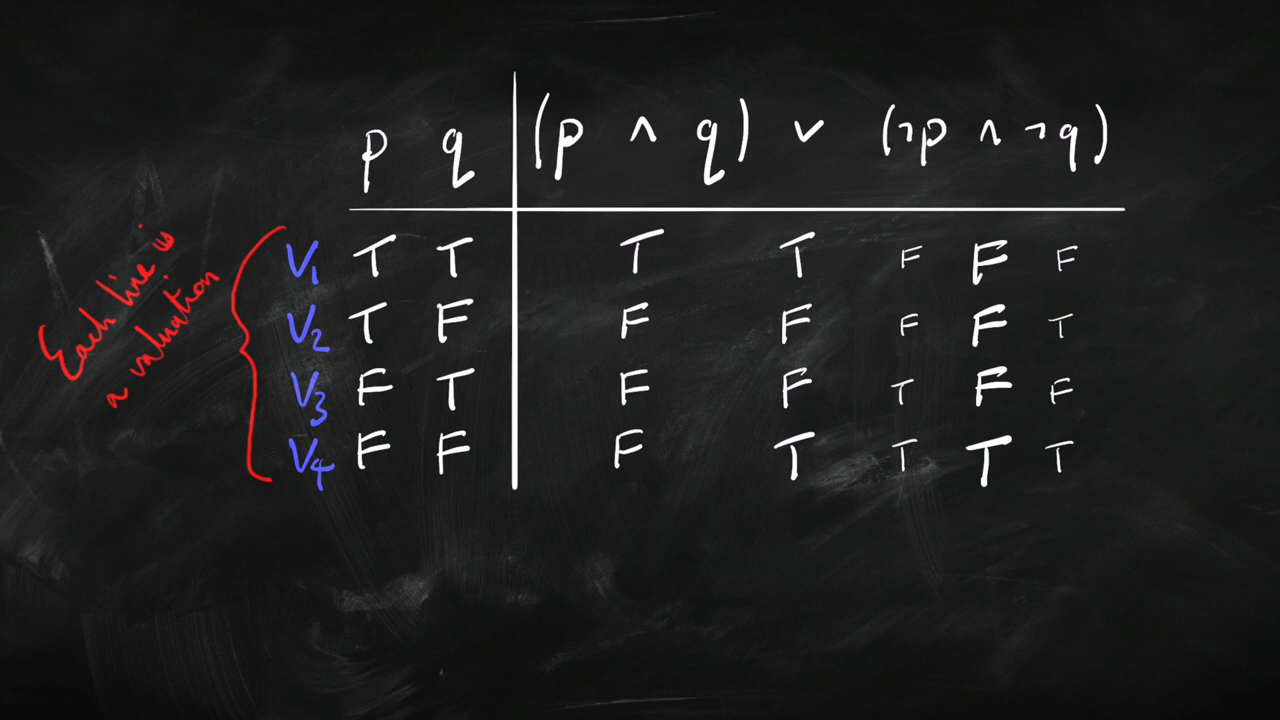 p q (p ∧ q) ∨ (¬p ∧ ¬q)
V1 T T T T F F F
V2 T F F F F F T
V3 F T F F T F F
V4 F F F T T T T
Each line is
a valuation